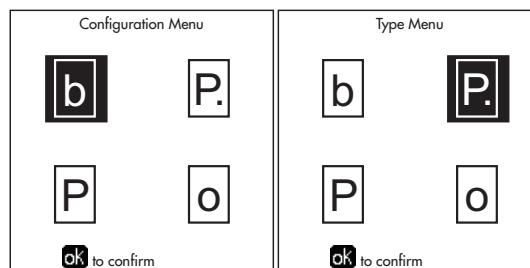 Configuration Menu
b P.
P o
ok to confirm
Type Menu
b P.
P o
ok to confirm